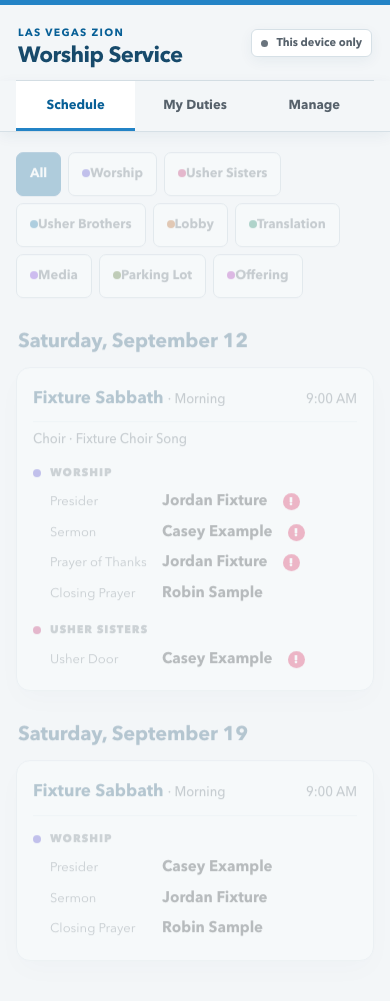 LAS VEGAS ZION
Worship Service
This device only
Schedule My Duties Manage
All Worship Usher Sisters
Usher Brothers Lobby Translation
Media Parking Lot Offering
Saturday, September 12
Fixture Sabbath · Morning 9:00 AM
Choir · Fixture Choir Song
WORSHIP
Presider Jordan Fixture !
Sermon Casey Example !
Prayer of Thanks Jordan Fixture !
Closing Prayer Robin Sample
USHER SISTERS
Usher Door Casey Example !
Saturday, September 19
Fixture Sabbath · Morning 9:00 AM
WORSHIP
Presider Casey Example
Sermon Jordan Fixture
Closing Prayer Robin Sample